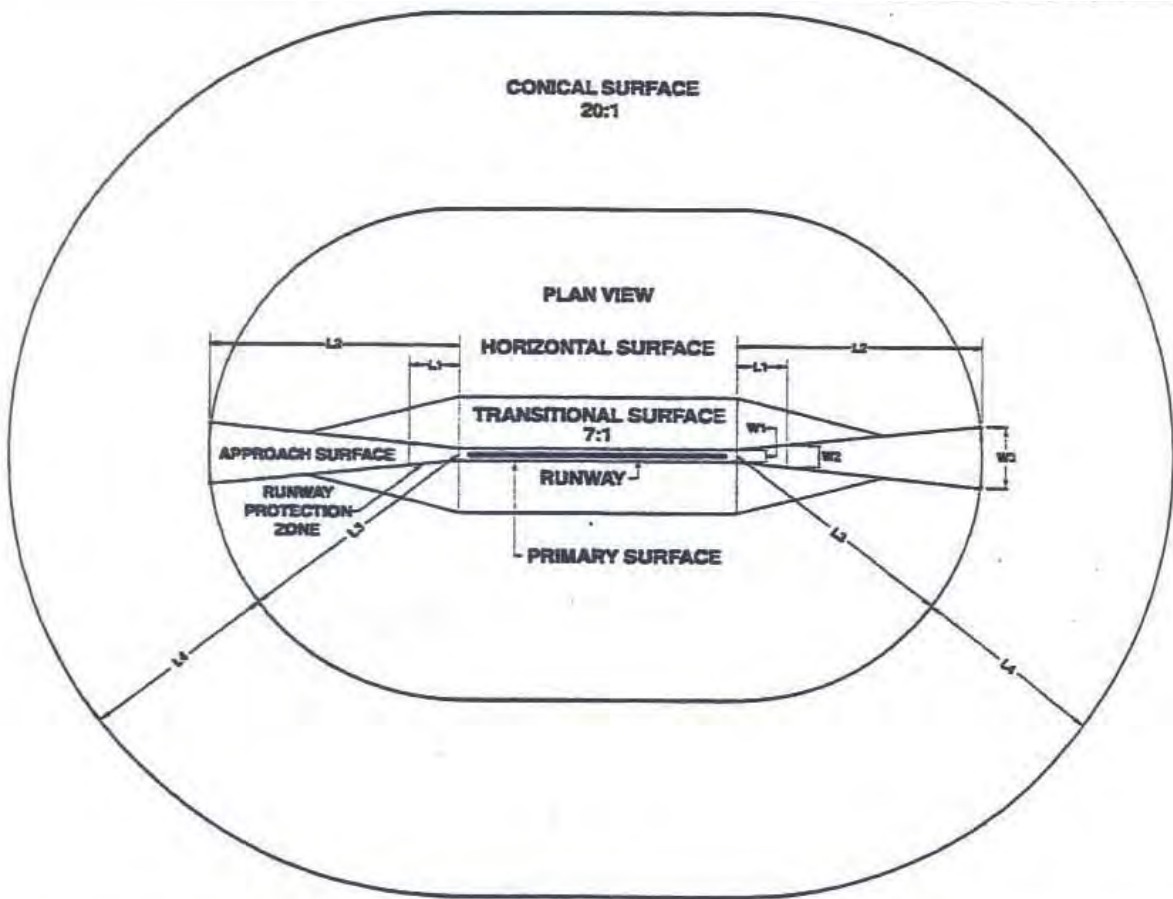 CONICAL SURFACE
20:1
PLAN VIEW
L2
HORIZONTAL SURFACE
L2
L1
L1
TRANSITIONAL SURFACE
7:1
W1
APPROACH SURFACE
W2
W3
RUNWAY
RUNWAY
PROTECTION
ZONE
L3
L3
PRIMARY SURFACE
L4
L4